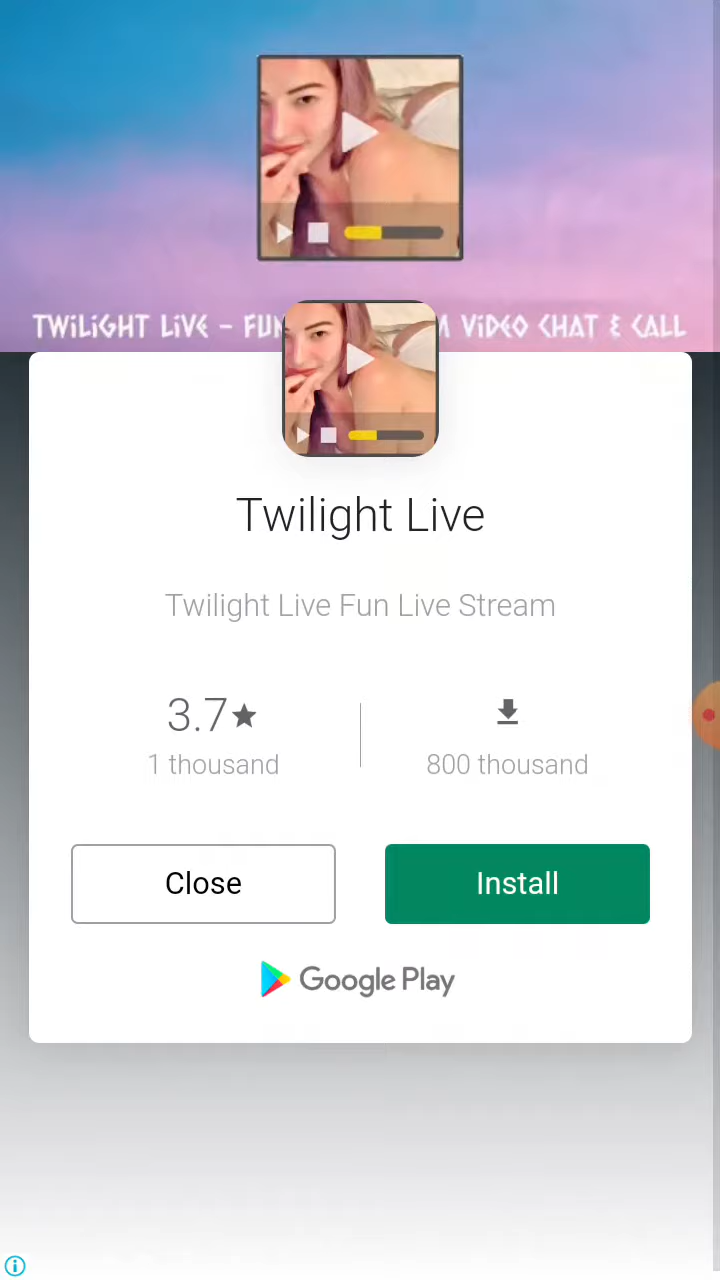 TWiLiGHT LiVE - FUN M ViDEO CHAT & CALL
Twilight Live
Twilight Live Fun Live Stream
3.7★
1 thousand
800 thousand
Close
Install
Google Play